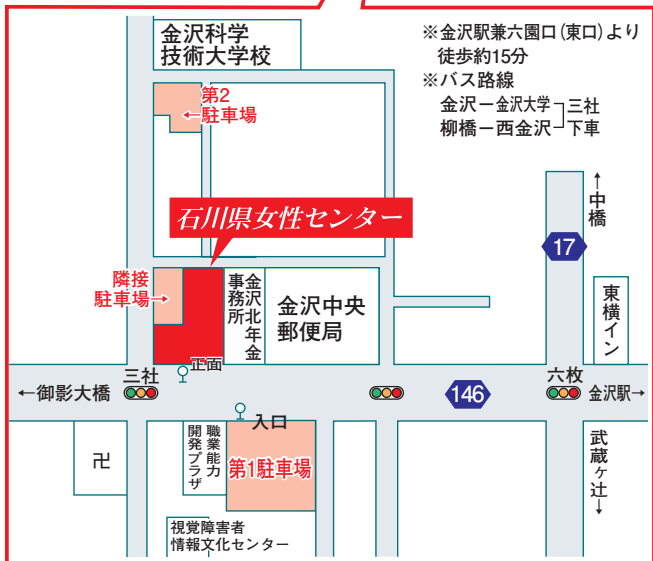 金沢科学
技術大学校
※金沢駅兼六園口(東口)より
徒歩約15分
※バス路線
金沢ー金沢大学
柳橋ー西金沢
三社
下車
第2
←駐車場
石川県女性センター
↑中橋
17
隣接
駐車場→
金沢北年金
事務所
金沢中央
郵便局
東横イン
正面
三社
六枚
←御影大橋
146
金沢駅→
入口
卍
職業能力
開発プラザ
第1駐車場
武蔵ヶ辻↓
視覚障害者
情報文化センター